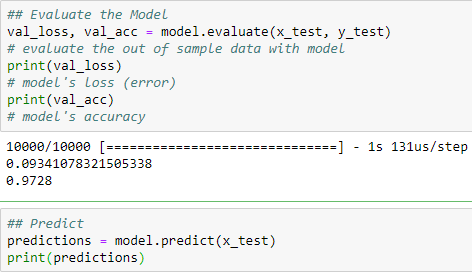 ## Evaluate the Model
val_loss, val_acc = model.evaluate(x_test, y_test)
# evaluate the out of sample data with model
print(val_loss)
# model's loss (error)
print(val_acc)
# model's accuracy
10000/10000 [==============================] - 1s 131us/step
0.09341078321505338
0.9728
## Predict
predictions = model.predict(x_test)
print(predictions)